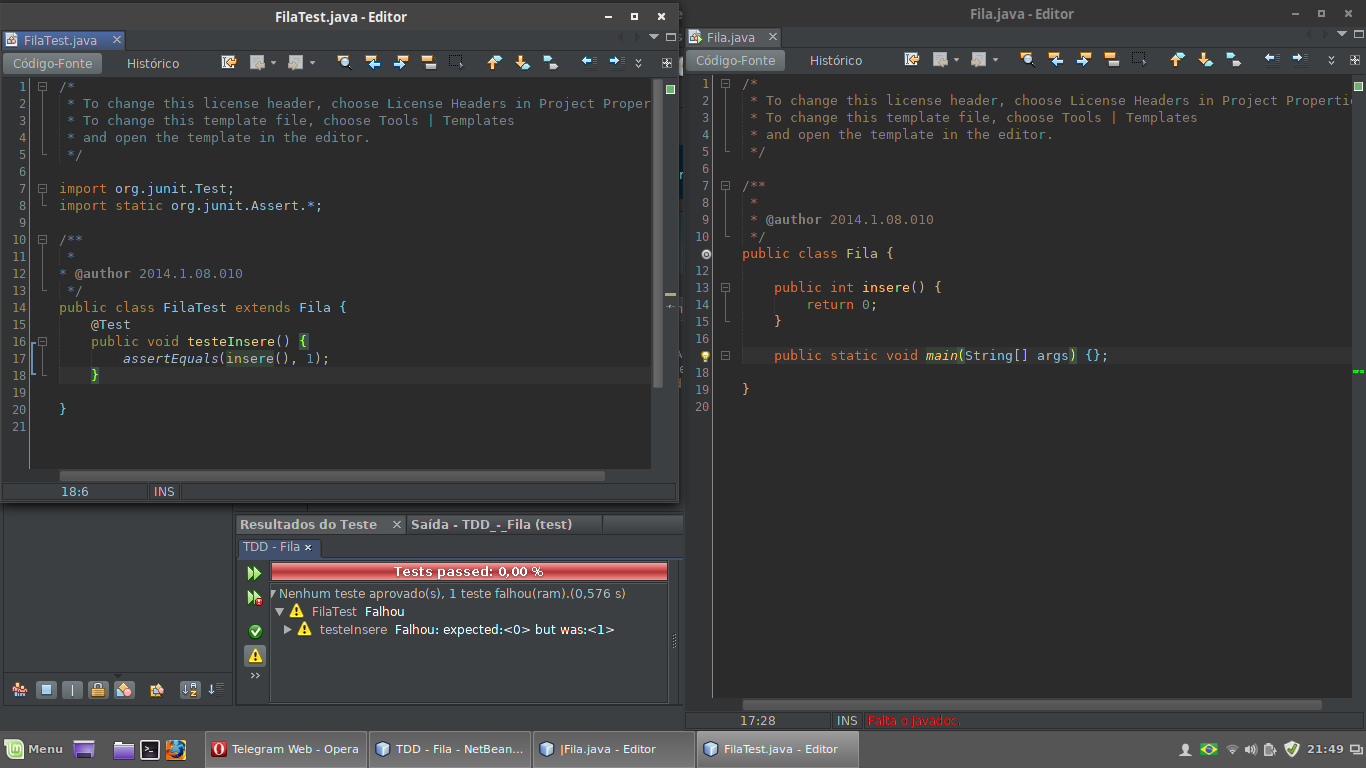 FilaTest.java - Editor
FilaTest.java
Código-Fonte
Histórico
1 /*
2 * To change this license header, choose License Headers in Project Proper
3 * To change this template file, choose Tools | Templates
4 * and open the template in the editor.
5 */
6
7 import org.junit.Test;
8 import static org.junit.Assert.*;
9
10 /**
11 *
12 * @author 2014.1.08.010
13 */
14 public class FilaTest extends Fila {
15 @Test
16 public void testeInsere() {
17 assertEquals(insere(), 1);
18 }
19
20 }
21
18:6
INS
Fila.java - Editor
Fila.java
Código-Fonte
Histórico
1 /*
2 * To change this license header, choose License Headers in Project Properti
3 * To change this template file, choose Tools | Templates
4 * and open the template in the editor.
5 */
6
7 /**
8 *
9 * @author 2014.1.08.010
10 */
public class Fila {
12
13 public int insere() {
14 return 0;
15 }
16
public static void main(String[] args) {};
18
19 }
20
17:28
INS
Falta o javadoc.
Resultados do Teste
Saída - TDD_-_Fila (test)
TDD - Fila
Tests passed: 0,00 %
Nenhum teste aprovado(s), 1 teste falhou(ram).(0,576 s)
FilaTest Falhou
testeInsere Falhou: expected:<0> but was:<1>
Menu
Telegram Web - Opera
TDD - Fila - NetBean...
|Fila.java - Editor
FilaTest.java - Editor
21:49